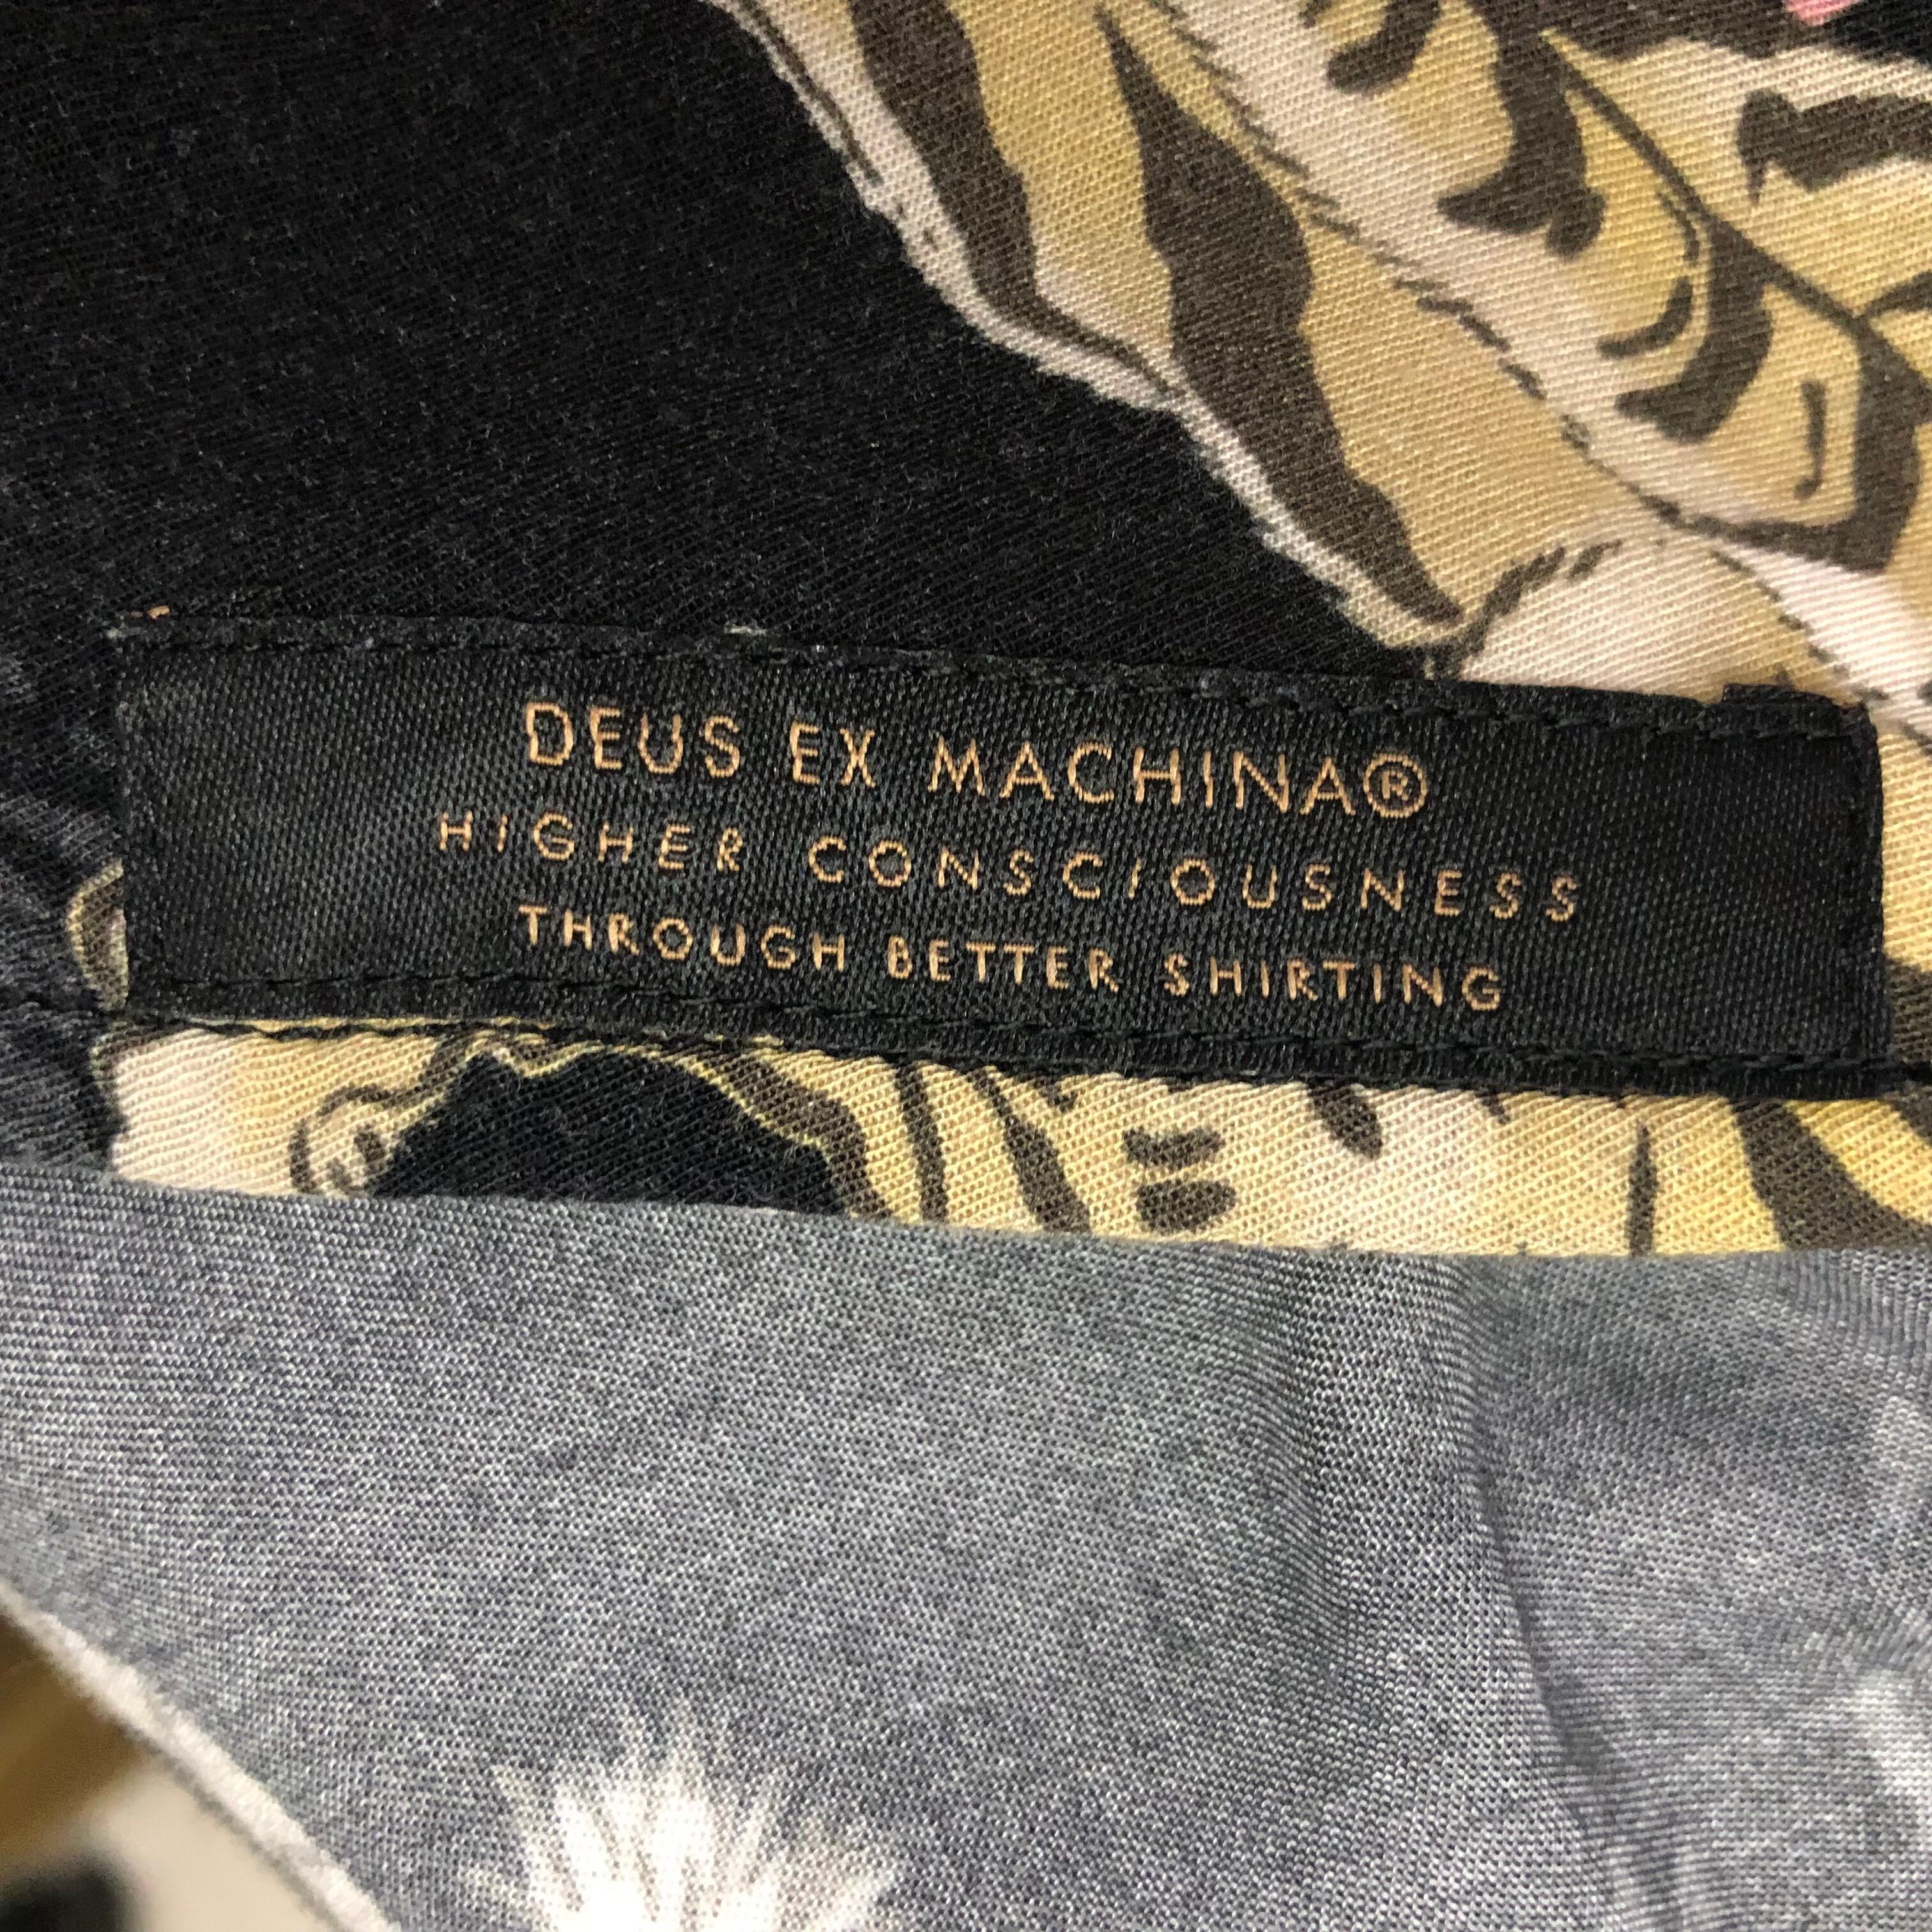 DEUS EX MACHINA®
HIGHER CONSCIOUSNESS
THROUGH BETTER SHIRTING